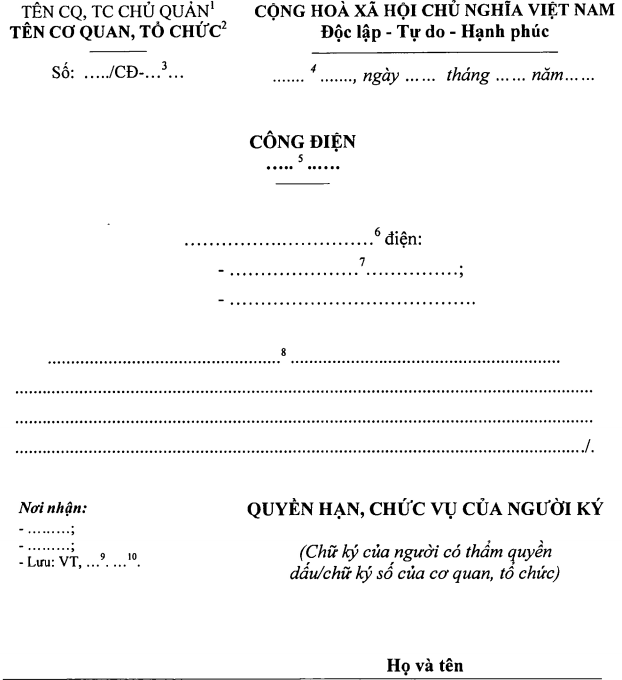 TÊN CQ, TC CHỦ QUẢN¹
TÊN CƠ QUAN, TỔ CHỨC²
CỘNG HOÀ XÃ HỘI CHỦ NGHĨA VIỆT NAM
Độc lập - Tự do - Hạnh phúc
Số: ...../CĐ-...³...
....... ⁴ ......., ngày ...... tháng ...... năm......
CÔNG ĐIỆN
..... ⁵ ......
................................⁶ điện:
- ......................⁷................;
- ..........................................
..................................................⁸ ..........................................................
............................................................................................................................
............................................................................................................................
........................................................................................................................../.
Nơi nhận:
- .........;
- .........;
- Lưu: VT, ...⁹. ...¹⁰.
QUYỀN HẠN, CHỨC VỤ CỦA NGƯỜI KÝ
(Chữ ký của người có thẩm quyền
dấu/chữ ký số của cơ quan, tổ chức)
Họ và tên